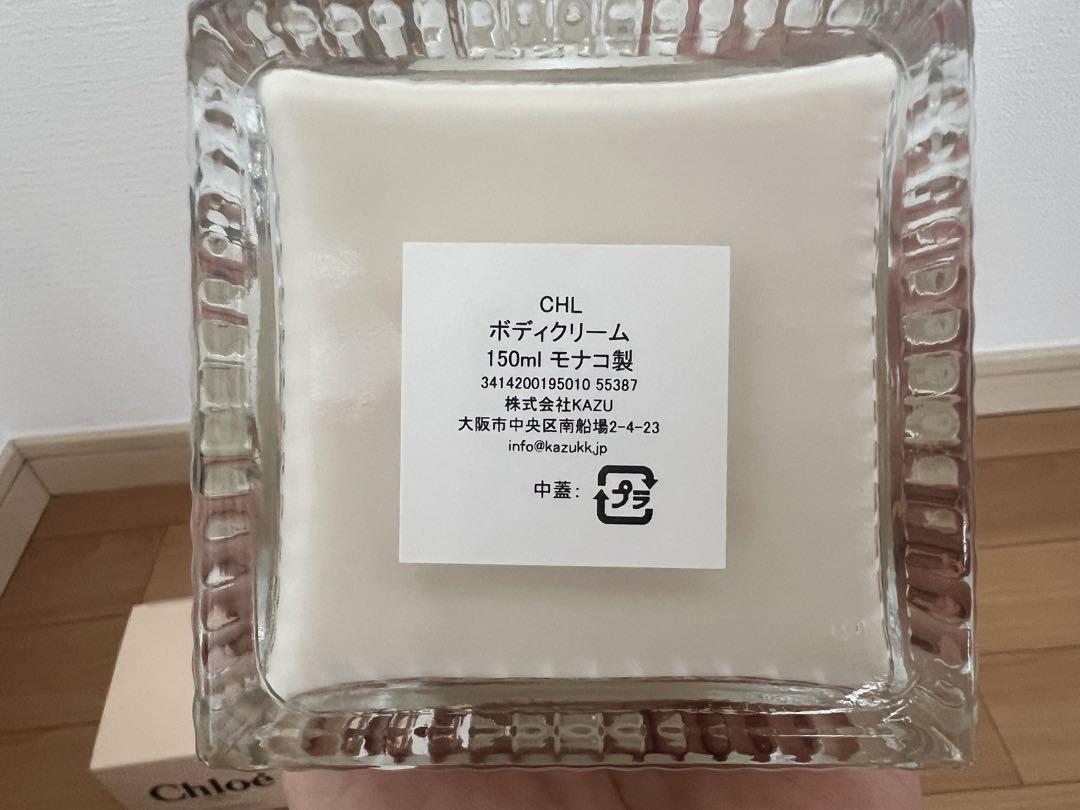 CHL
ボディクリーム
150ml モナコ製
3414200195010 55387
株式会社KAZU
大阪市中央区南船場2-4-23
info@kazukk.jp
中蓋: プラ
Chloé